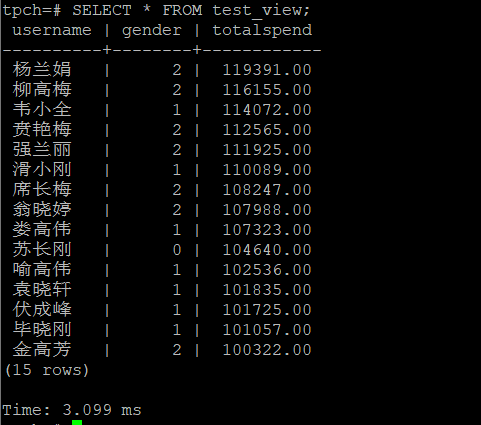 tpch=# SELECT * FROM test_view;
 username | gender | totalspend
----------+--------+------------
 杨兰娟   |      2 |  119391.00
 柳高梅   |      2 |  116155.00
 韦小全   |      1 |  114072.00
 贲艳梅   |      2 |  112565.00
 强兰丽   |      2 |  111925.00
 滑小刚   |      1 |  110089.00
 席长梅   |      2 |  108247.00
 翁晓婷   |      2 |  107988.00
 娄高伟   |      1 |  107323.00
 苏长刚   |      0 |  104640.00
 喻高伟   |      1 |  102536.00
 袁晓轩   |      1 |  101835.00
 伏成峰   |      1 |  101725.00
 毕晓刚   |      1 |  101057.00
 金高芳   |      2 |  100322.00
(15 rows)

Time: 3.099 ms